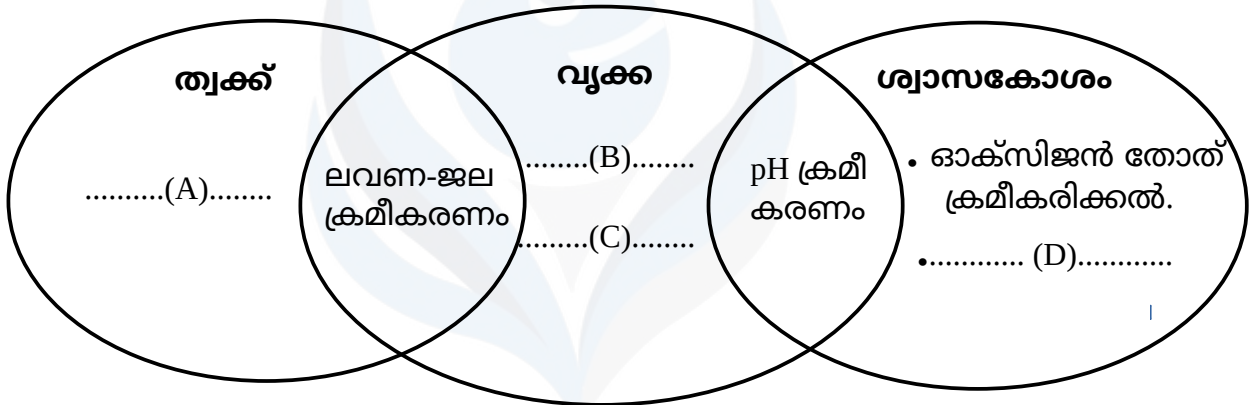 ത്വക്ക്
..........(A)........
ലവണ-ജല
ക്രമീകരണം
വൃക്ക
.........(B)........
.........(C)........
pH ക്രമീ
കരണം
ശ്വാസകോശം
• ഓക്സിജൻ തോത്
ക്രമീകരിക്കൽ.
•............ (D)............